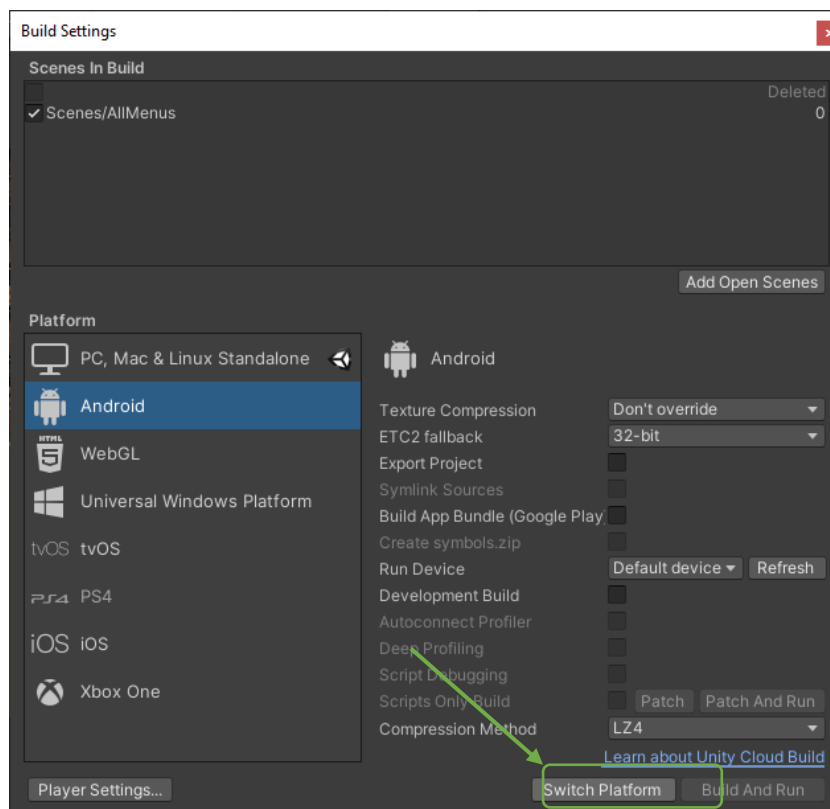 Build Settings
Scenes In Build
Deleted
Scenes/AllMenus 0
Add Open Scenes
Platform
PC, Mac & Linux Standalone
Android
HTML 5 WebGL
Universal Windows Platform
tvOS tvOS
PS4 PS4
iOS iOS
Xbox One
Android
Texture Compression Don't override
ETC2 fallback 32-bit
Export Project
Symlink Sources
Build App Bundle (Google Play)
Create symbols.zip
Run Device Default device Refresh
Development Build
Autoconnect Profiler
Deep Profiling
Script Debugging
Scripts Only Build Patch Patch And Run
Compression Method LZ4
Learn about Unity Cloud Build
Player Settings... Switch Platform Build And Run